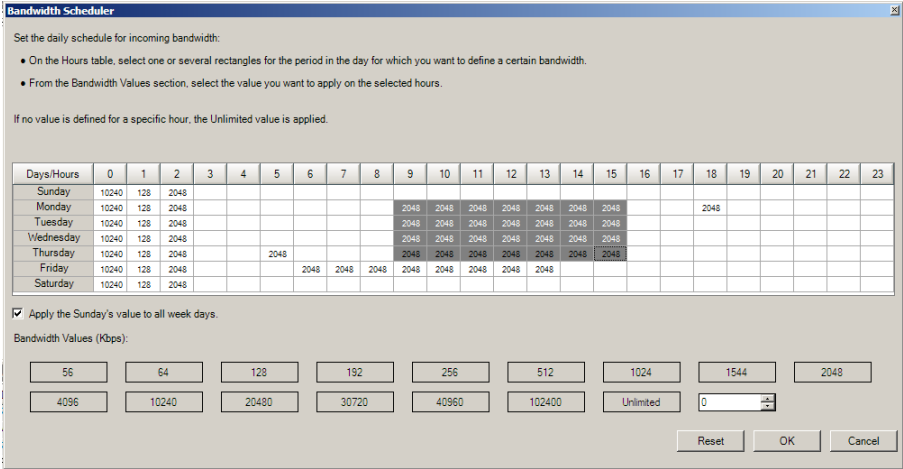 Bandwidth Scheduler
Set the daily schedule for incoming bandwidth:
• On the Hours table, select one or several rectangles for the period in the day for which you want to define a certain bandwidth.
• From the Bandwidth Values section, select the value you want to apply on the selected hours.
If no value is defined for a specific hour, the Unlimited value is applied.
Days/Hours 0 1 2 3 4 5 6 7 8 9 10 11 12 13 14 15 16 17 18 19 20 21 22 23
Sunday 10240 128 2048
Monday 10240 128 2048 2048 2048 2048 2048 2048 2048 2048 2048
Tuesday 10240 128 2048 2048 2048 2048 2048 2048 2048 2048
Wednesday 10240 128 2048 2048 2048 2048 2048 2048 2048 2048
Thursday 10240 128 2048 2048 2048 2048 2048 2048 2048 2048 2048
Friday 10240 128 2048 2048 2048 2048 2048 2048 2048 2048 2048
Saturday 10240 128 2048
Apply the Sunday's value to all week days.
Bandwidth Values (Kbps):
56 64 128 192 256 512 1024 1544 2048
4096 10240 20480 30720 40960 102400 Unlimited 0
Reset OK Cancel